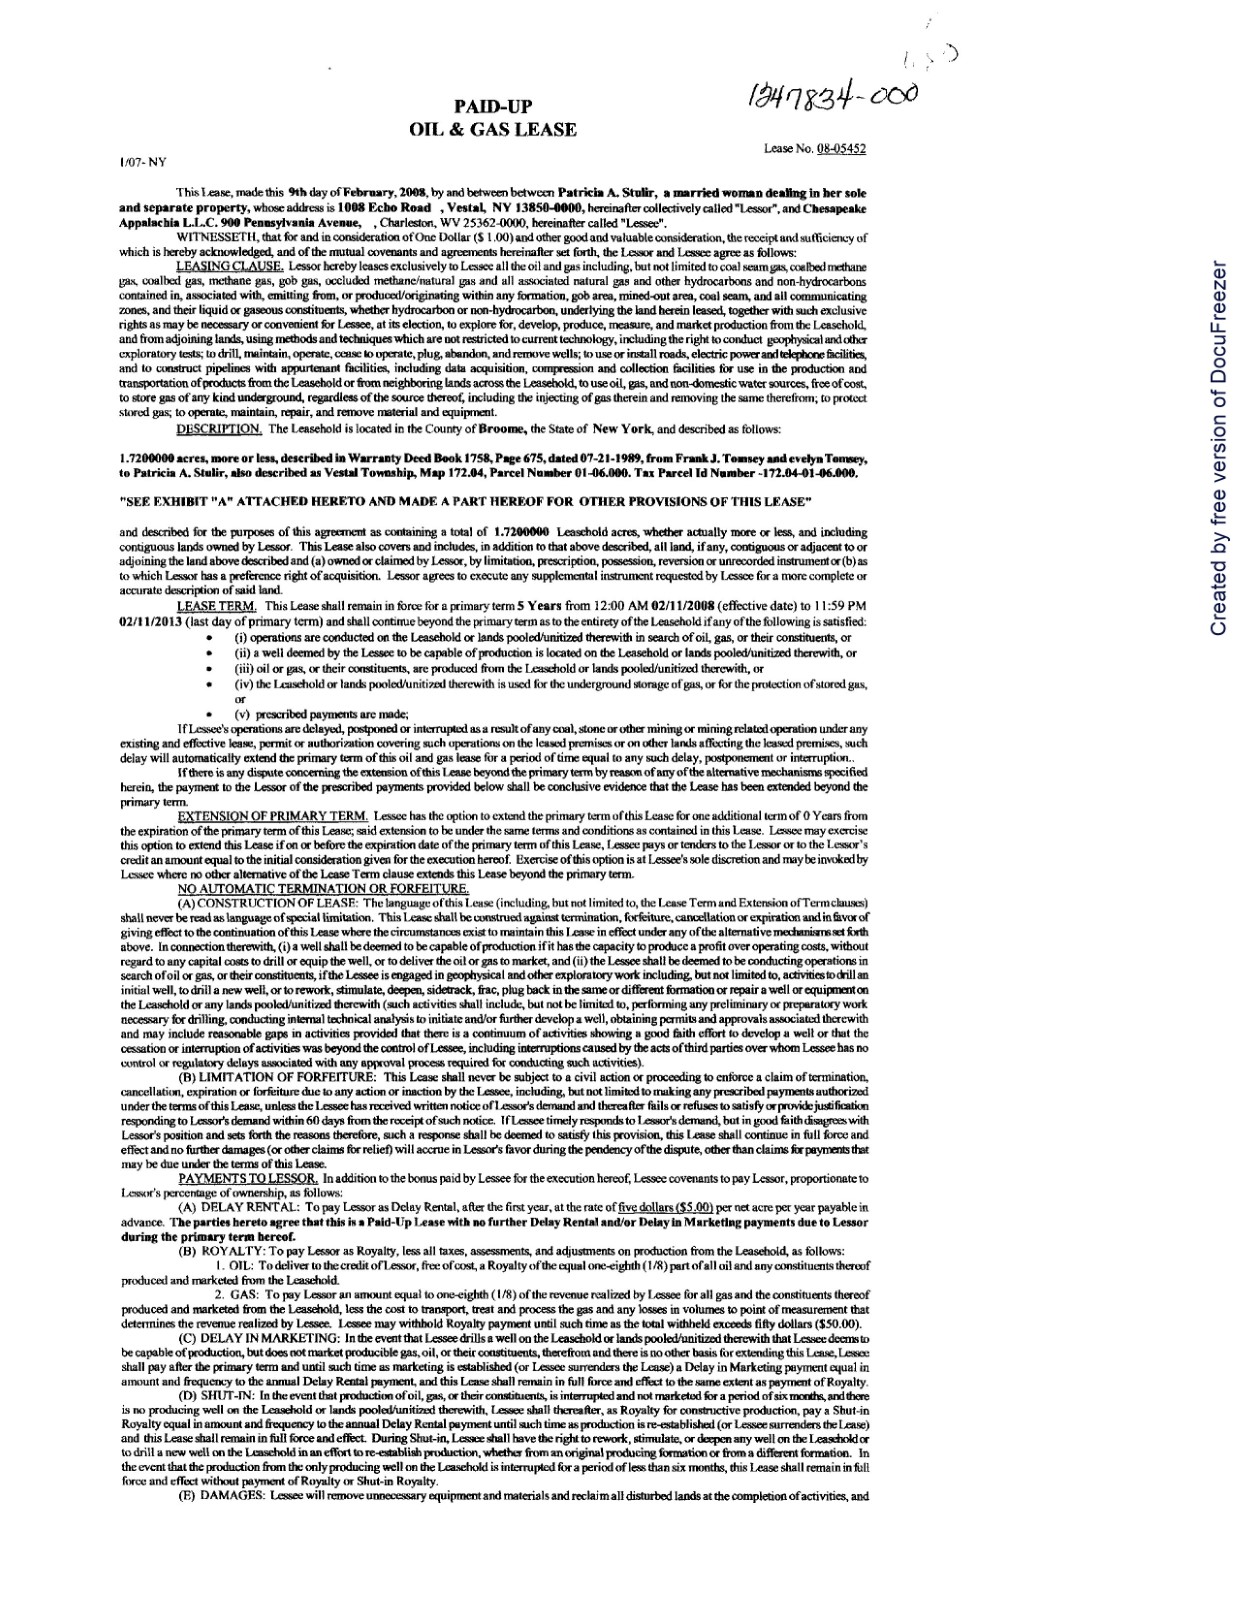 1247834-000
PAID-UP
OIL & GAS LEASE
Lease No. 08-05452
1/07- NY
This Lease, made this 9th day of February, 2008, by and between between Patricia A. Stulir, a married woman dealing in her sole
and separate property, whose address is 1008 Echo Road , Vestal, NY 13850-0000, hereinafter collectively called "Lessor", and Chesapeake
Appalachia L.L.C. 900 Pennsylvania Avenue, , Charleston, WV 25362-0000, hereinafter called "Lessee".
WITNESSETH, that for and in consideration of One Dollar ($ 1.00) and other good and valuable consideration, the receipt and sufficiency of
which is hereby acknowledged, and of the mutual covenants and agreements hereinafter set forth, the Lessor and Lessee agree as follows:
LEASING CLAUSE. Lessor hereby leases exclusively to Lessee all the oil and gas including, but not limited to coal seam gas, coalbed methane
gas, coalbed gas, methane gas, gob gas, occluded methane/natural gas and all associated natural gas and other hydrocarbons and non-hydrocarbons
contained in, associated with, emitting from, or produced/originating within any formation, gob area, mined-out area, coal seam, and all communicating
zones, and their liquid or gaseous constituents, whether hydrocarbon or non-hydrocarbon, underlying the land herein leased, together with such exclusive
rights as may be necessary or convenient for Lessee, at its election, to explore for, develop, produce, measure, and market production from the Leasehold,
and from adjoining lands, using methods and techniques which are not restricted to current technology, including the right to conduct geophysical and other
exploratory tests; to drill, maintain, operate, cease to operate, plug, abandon, and remove wells; to use or install roads, electric power and telephone facilities,
and to construct pipelines with appurtenant facilities, including data acquisition, compression and collection facilities for use in the production and
transportation of products from the Leasehold or from neighboring lands across the Leasehold, to use oil, gas, and non-domestic water sources, free of cost,
to store gas of any kind underground, regardless of the source thereof, including the injecting of gas therein and removing the same therefrom; to protect
stored gas; to operate, maintain, repair, and remove material and equipment.
DESCRIPTION. The Leasehold is located in the County of Broome, the State of New York, and described as follows:
1.7200000 acres, more or less, described in Warranty Deed Book 1758, Page 675, dated 07-21-1989, from Frank J. Tomsey and evelyn Tomsey,
to Patricia A. Stulir, also described as Vestal Township, Map 172.04, Parcel Number 01-06.000. Tax Parcel Id Number -172.04-01-06.000.
"SEE EXHIBIT "A" ATTACHED HERETO AND MADE A PART HEREOF FOR OTHER PROVISIONS OF THIS LEASE"
and described for the purposes of this agreement as containing a total of 1.7200000 Leasehold acres, whether actually more or less, and including
contiguous lands owned by Lessor. This Lease also covers and includes, in addition to that above described, all land, if any, contiguous or adjacent to or
adjoining the land above described and (a) owned or claimed by Lessor, by limitation, prescription, possession, reversion or unrecorded instrument or (b) as
to which Lessor has a preference right of acquisition. Lessor agrees to execute any supplemental instrument requested by Lessee for a more complete or
accurate description of said land.
LEASE TERM. This Lease shall remain in force for a primary term 5 Years from 12:00 AM 02/11/2008 (effective date) to 11:59 PM
02/11/2013 (last day of primary term) and shall continue beyond the primary term as to the entirety of the Leasehold if any of the following is satisfied:
• (i) operations are conducted on the Leasehold or lands pooled/unitized therewith in search of oil, gas, or their constituents, or
• (ii) a well deemed by the Lessee to be capable of production is located on the Leasehold or lands pooled/unitized therewith, or
• (iii) oil or gas, or their constituents, are produced from the Leasehold or lands pooled/unitized therewith, or
• (iv) the Leasehold or lands pooled/unitized therewith is used for the underground storage of gas, or for the protection of stored gas,
or
• (v) prescribed payments are made;
If Lessee's operations are delayed, postponed or interrupted as a result of any coal, stone or other mining or mining related operation under any
existing and effective lease, permit or authorization covering such operations on the leased premises or on other lands affecting the leased premises, such
delay will automatically extend the primary term of this oil and gas lease for a period of time equal to any such delay, postponement or interruption..
If there is any dispute concerning the extension of this Lease beyond the primary term by reason of any of the alternative mechanisms specified
herein, the payment to the Lessor of the prescribed payments provided below shall be conclusive evidence that the Lease has been extended beyond the
primary term.
EXTENSION OF PRIMARY TERM. Lessee has the option to extend the primary term of this Lease for one additional term of 0 Years from
the expiration of the primary term of this Lease; said extension to be under the same terms and conditions as contained in this Lease. Lessee may exercise
this option to extend this Lease if on or before the expiration date of the primary term of this Lease, Lessee pays or tenders to the Lessor or to the Lessor's
credit an amount equal to the initial consideration given for the execution hereof. Exercise of this option is at Lessee's sole discretion and may be invoked by
Lessee where no other alternative of the Lease Term clause extends this Lease beyond the primary term.
NO AUTOMATIC TERMINATION OR FORFEITURE.
(A) CONSTRUCTION OF LEASE: The language of this Lease (including, but not limited to, the Lease Term and Extension of Term clauses)
shall never be read as language of special limitation. This Lease shall be construed against termination, forfeiture, cancellation or expiration and in favor of
giving effect to the continuation of this Lease where the circumstances exist to maintain this Lease in effect under any of the alternative mechanisms set forth
above. In connection therewith, (i) a well shall be deemed to be capable of production if it has the capacity to produce a profit over operating costs, without
regard to any capital costs to drill or equip the well, or to deliver the oil or gas to market, and (ii) the Lessee shall be deemed to be conducting operations in
search of oil or gas, or their constituents, if the Lessee is engaged in geophysical and other exploratory work including, but not limited to, activities to drill an
initial well, to drill a new well, or to rework, stimulate, deepen, sidetrack, frac, plug back in the same or different formation or repair a well or equipment on
the Leasehold or any lands pooled/unitized therewith (such activities shall include, but not be limited to, performing any preliminary or preparatory work
necessary for drilling, conducting internal technical analysis to initiate and/or further develop a well, obtaining permits and approvals associated therewith
and may include reasonable gaps in activities provided that there is a continuum of activities showing a good faith effort to develop a well or that the
cessation or interruption of activities was beyond the control of Lessee, including interruptions caused by the acts of third parties over whom Lessee has no
control or regulatory delays associated with any approval process required for conducting such activities).
(B) LIMITATION OF FORFEITURE: This Lease shall never be subject to a civil action or proceeding to enforce a claim of termination,
cancellation, expiration or forfeiture due to any action or inaction by the Lessee, including, but not limited to making any prescribed payments authorized
under the terms of this Lease, unless the Lessee has received written notice of Lessor's demand and thereafter fails or refuses to satisfy or provide justification
responding to Lessor's demand within 60 days from the receipt of such notice. If Lessee timely responds to Lessor's demand, but in good faith disagrees with
Lessor's position and sets forth the reasons therefore, such a response shall be deemed to satisfy this provision, this Lease shall continue in full force and
effect and no further damages (or other claims for relief) will accrue in Lessor's favor during the pendency of the dispute, other than claims for payments that
may be due under the terms of this Lease.
PAYMENTS TO LESSOR. In addition to the bonus paid by Lessee for the execution hereof, Lessee covenants to pay Lessor, proportionate to
Lessor's percentage of ownership, as follows:
(A) DELAY RENTAL: To pay Lessor as Delay Rental, after the first year, at the rate of five dollars ($5.00) per net acre per year payable in
advance. The parties hereto agree that this is a Paid-Up Lease with no further Delay Rental and/or Delay in Marketing payments due to Lessor
during the primary term hereof.
(B) ROYALTY: To pay Lessor as Royalty, less all taxes, assessments, and adjustments on production from the Leasehold, as follows:
1. OIL: To deliver to the credit of Lessor, free of cost, a Royalty of the equal one-eighth (1/8) part of all oil and any constituents thereof
produced and marketed from the Leasehold.
2. GAS: To pay Lessor an amount equal to one-eighth (1/8) of the revenue realized by Lessee for all gas and the constituents thereof
produced and marketed from the Leasehold, less the cost to transport, treat and process the gas and any losses in volumes to point of measurement that
determines the revenue realized by Lessee. Lessee may withhold Royalty payment until such time as the total withheld exceeds fifty dollars ($50.00).
(C) DELAY IN MARKETING: In the event that Lessee drills a well on the Leasehold or lands pooled/unitized therewith that Lessee deems to
be capable of production, but does not market producible gas, oil, or their constituents, therefrom and there is no other basis for extending this Lease, Lessee
shall pay after the primary term and until such time as marketing is established (or Lessee surrenders the Lease) a Delay in Marketing payment equal in
amount and frequency to the annual Delay Rental payment, and this Lease shall remain in full force and effect to the same extent as payment of Royalty.
(D) SHUT-IN: In the event that production of oil, gas, or their constituents, is interrupted and not marketed for a period of six months, and there
is no producing well on the Leasehold or lands pooled/unitized therewith, Lessee shall thereafter, as Royalty for constructive production, pay a Shut-in
Royalty equal in amount and frequency to the annual Delay Rental payment until such time as production is re-established (or Lessee surrenders the Lease)
and this Lease shall remain in full force and effect. During Shut-in, Lessee shall have the right to rework, stimulate, or deepen any well on the Leasehold or
to drill a new well on the Leasehold in an effort to re-establish production, whether from an original producing formation or from a different formation. In
the event that the production from the only producing well on the Leasehold is interrupted for a period of less than six months, this Lease shall remain in full
force and effect without payment of Royalty or Shut-in Royalty.
(E) DAMAGES: Lessee will remove unnecessary equipment and materials and reclaim all disturbed lands at the completion of activities, and
Created by free version of DocuFreezer